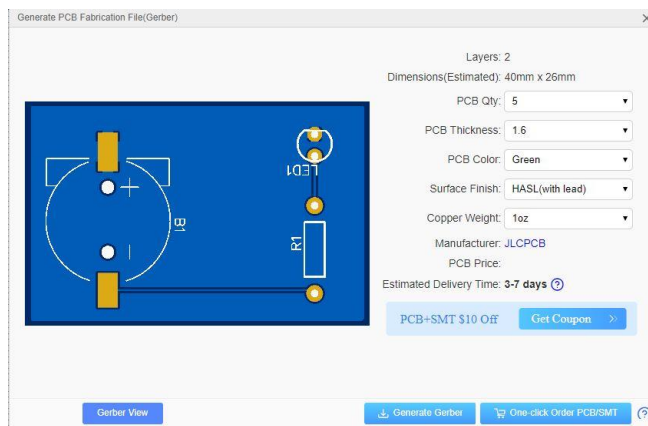 Generate PCB Fabrication File(Gerber)
Layers: 2
Dimensions(Estimated): 40mm x 26mm
PCB Qty: 5
PCB Thickness: 1.6
PCB Color: Green
Surface Finish: HASL(with lead)
Copper Weight: 1oz
Manufacturer: JLCPCB
PCB Price:
Estimated Delivery Time: 3-7 days
PCB+SMT $10 Off Get Coupon
LED1
B1
R1
+
Gerber View
Generate Gerber
One-click Order PCB/SMT